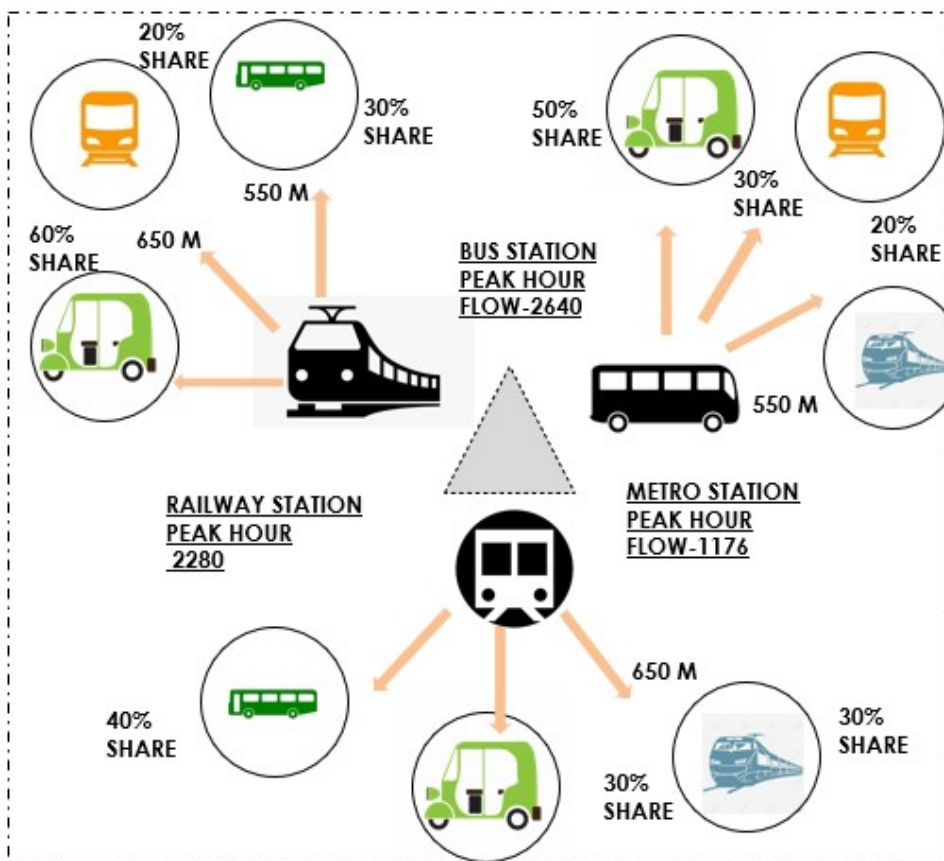 20%
SHARE
30%
SHARE
550 M
50%
SHARE
30%
SHARE
20%
SHARE
60%
SHARE
650 M
BUS STATION
PEAK HOUR
FLOW-2640
550 M
RAILWAY STATION
PEAK HOUR
2280
METRO STATION
PEAK HOUR
FLOW-1176
650 M
40%
SHARE
30%
SHARE
30%
SHARE